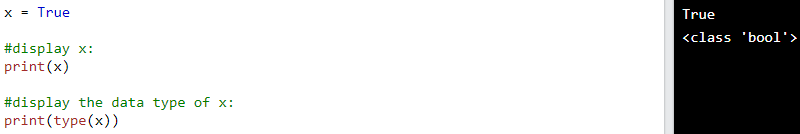 x = True
#display x:
print(x)
#display the data type of x:
print(type(x))
True
<class 'bool'>